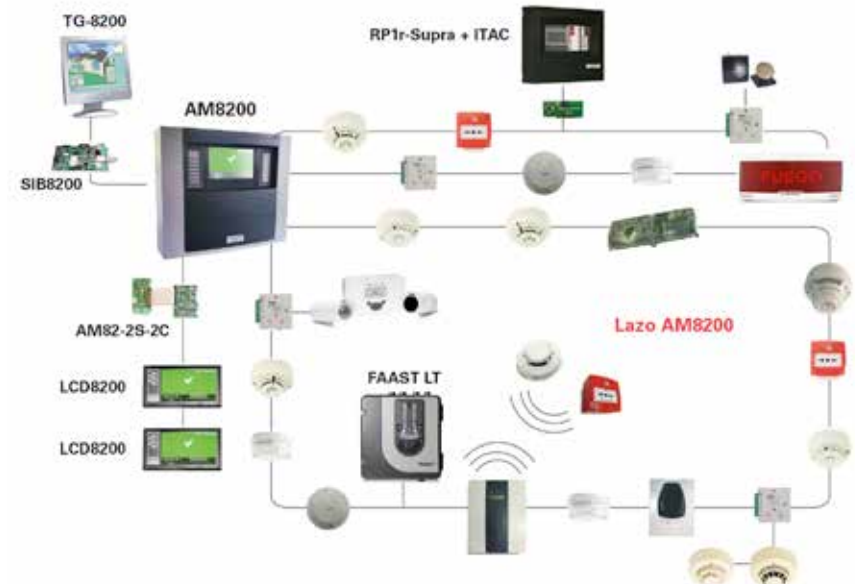 TG-8200
RP1r-Supra + ITAC
AM8200
SIB8200
fuego
AM82-2S-2C
Lazo AM8200
LCD8200
FAAST LT
LCD8200